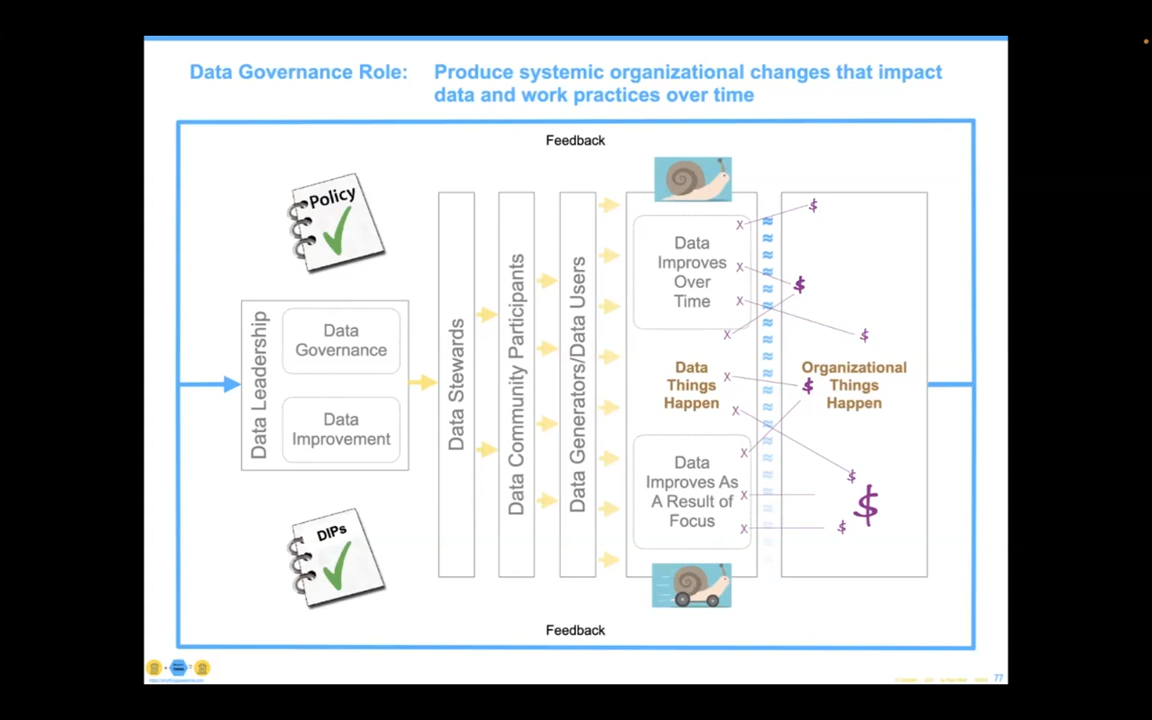 Data Governance Role: Produce systemic organizational changes that impact
data and work practices over time
Feedback
Policy
Data Leadership
Data
Governance
Data
Improvement
DIPs
Data Stewards
Data Community Participants
Data Generators/Data Users
Data
Improves
Over
Time
X
X
X
X
Data
Things
Happen
X
X
Data
Improves As
A Result of
Focus
X
X
X
$
$
$
Organizational
Things
Happen
$
$
$
$
Feedback
77